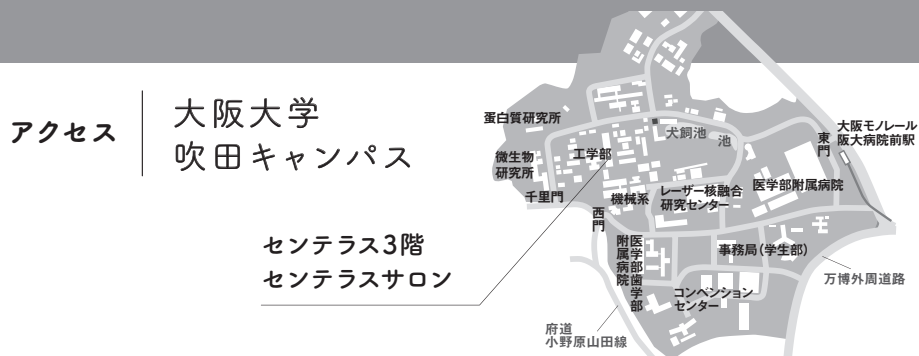 アクセス
大阪大学
吹田キャンパス
センテラス3階
センテラスサロン
蛋白質研究所
微生物
研究所
千里門
工学部
犬飼池
池
機械系
レーザー核融合
研究センター
医学部附属病院
東門
大阪モノレール
阪大病院前駅
西門
医学部歯学部
附属病院
事務局(学生部)
コンベンション
センター
万博外周道路
府道
小野原山田線